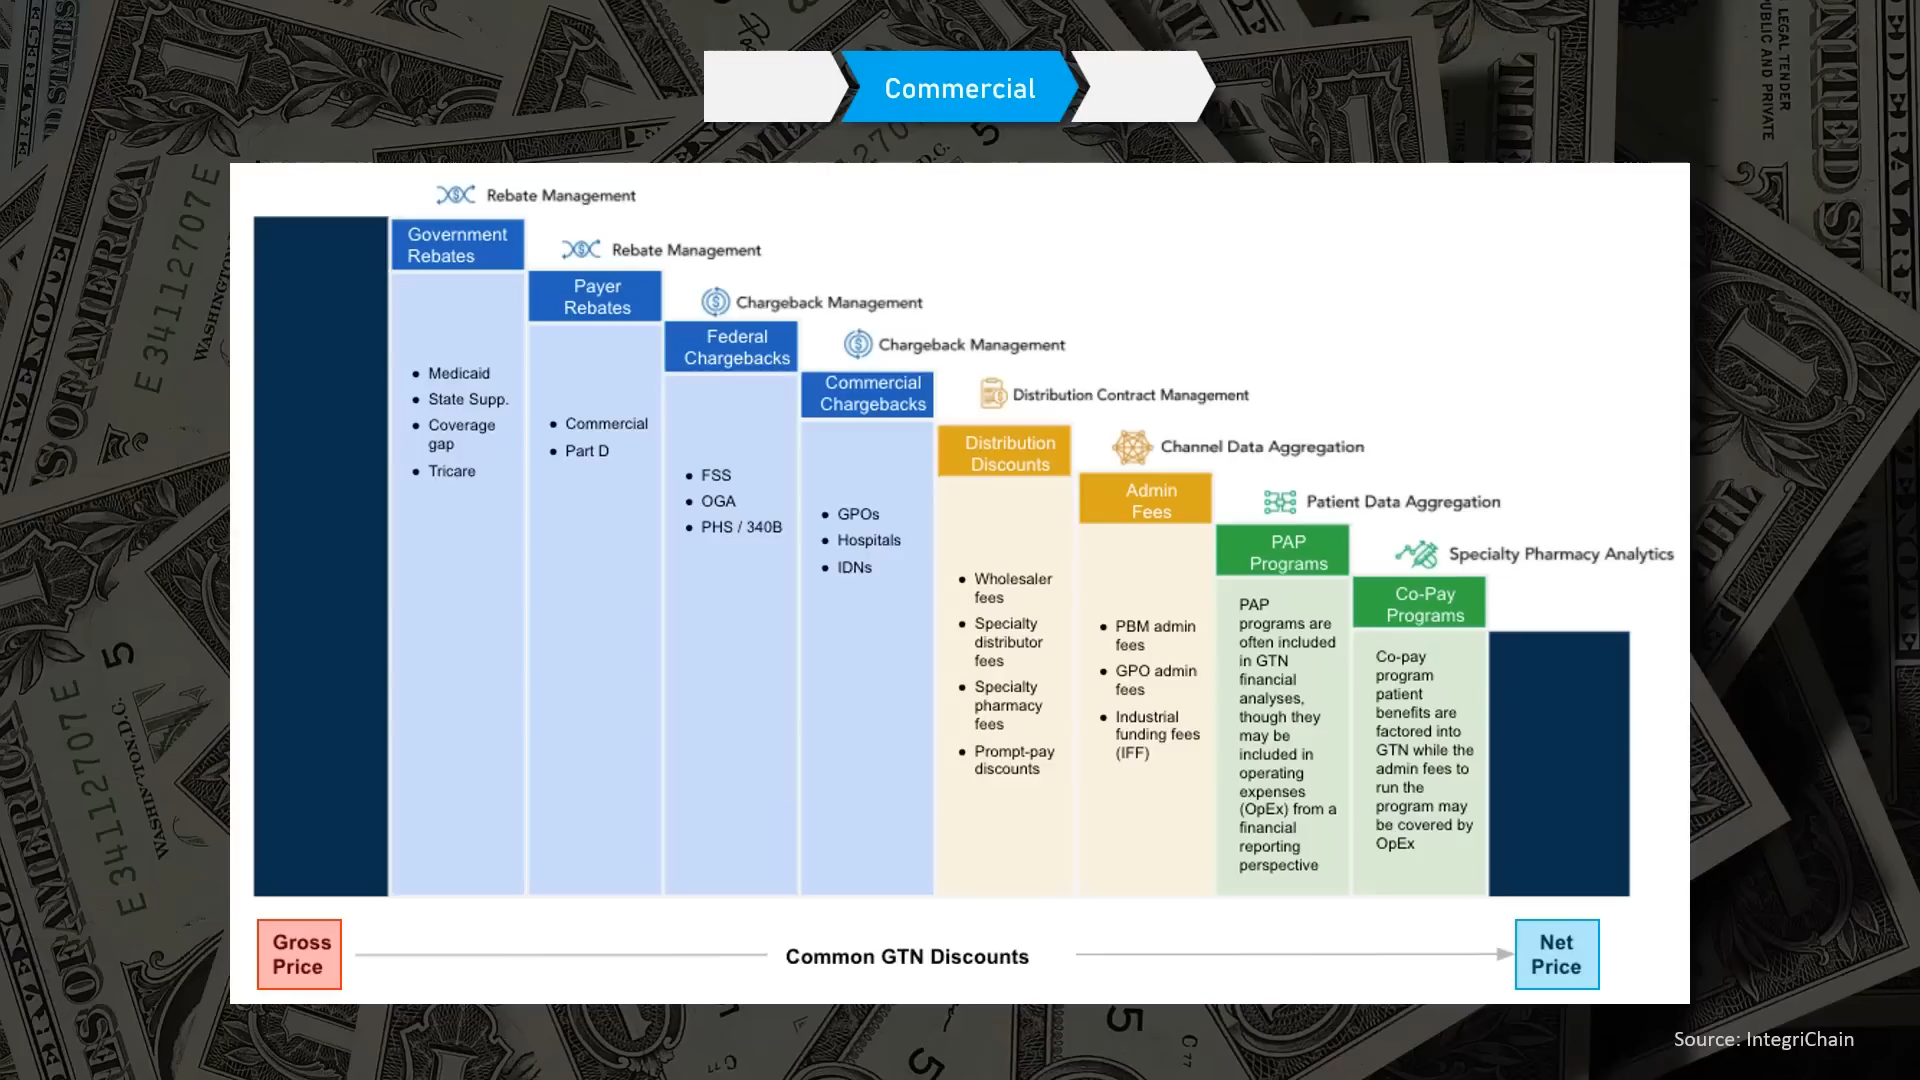 Commercial
Rebate Management
Government
Rebates
Rebate Management
Payer
Rebates
Chargeback Management
Federal
Chargebacks
Chargeback Management
Commercial
Chargebacks
Distribution Contract Management
Distribution
Discounts
Channel Data Aggregation
Admin
Fees
Patient Data Aggregation
PAP
Programs
Specialty Pharmacy Analytics
Co-Pay
Programs
• Medicaid
• State Supp.
• Coverage
gap
• Tricare
• Commercial
• Part D
• FSS
• OGA
• PHS / 340B
• GPOs
• Hospitals
• IDNs
• Wholesaler
fees
• Specialty
distributor
fees
• Specialty
pharmacy
fees
• Prompt-pay
discounts
• PBM admin
fees
• GPO admin
fees
• Industrial
funding fees
(IFF)
PAP
programs are
often included
in GTN
financial
analyses,
though they
may be
included in
operating
expenses
(OpEx) from a
financial
reporting
perspective
Co-pay
program
patient
benefits are
factored into
GTN while the
admin fees to
run the
program may
be covered by
OpEx
Gross
Price
Common GTN Discounts
Net
Price
Source: IntegriChain
E34112707E
WASHINGTON, D.C.
E34112707E